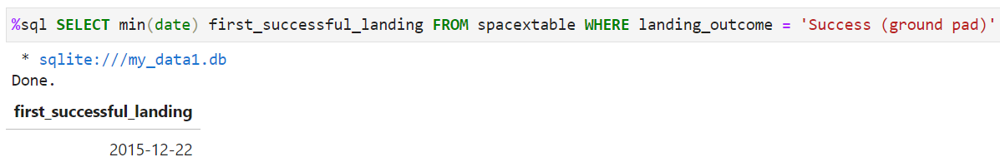 %sql SELECT min(date) first_successful_landing FROM spacextable WHERE landing_outcome = 'Success (ground pad)'
* sqlite:///my_data1.db
Done.
first_successful_landing
2015-12-22